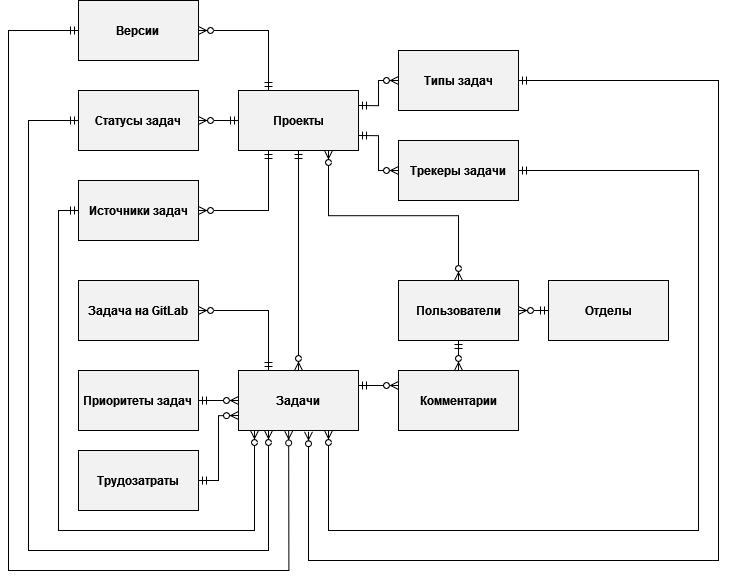 Версии
Типы задач
Статусы задач
Проекты
Трекеры задачи
Источники задач
Задача на GitLab
Пользователи
Отделы
Приоритеты задач
Задачи
Комментарии
Трудозатраты